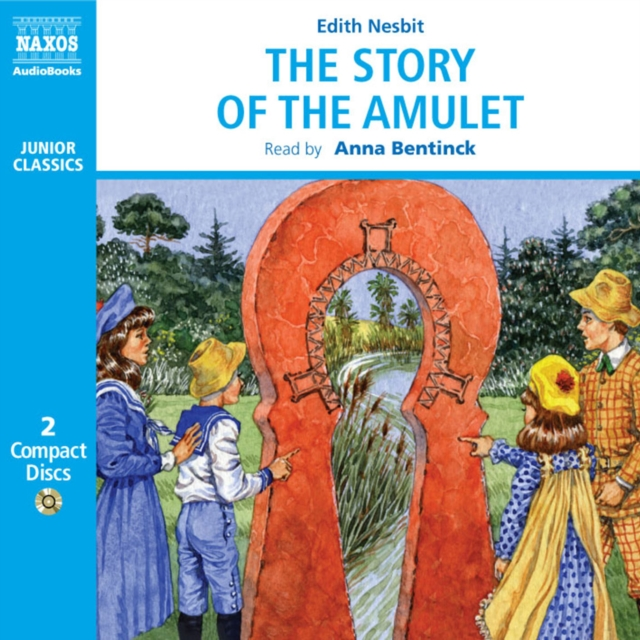 NAXOS
AudioBooks
JUNIOR
CLASSICS
2
Compact
Discs
Edith Nesbit
THE STORY
OF THE AMULET
Read by Anna Bentinck